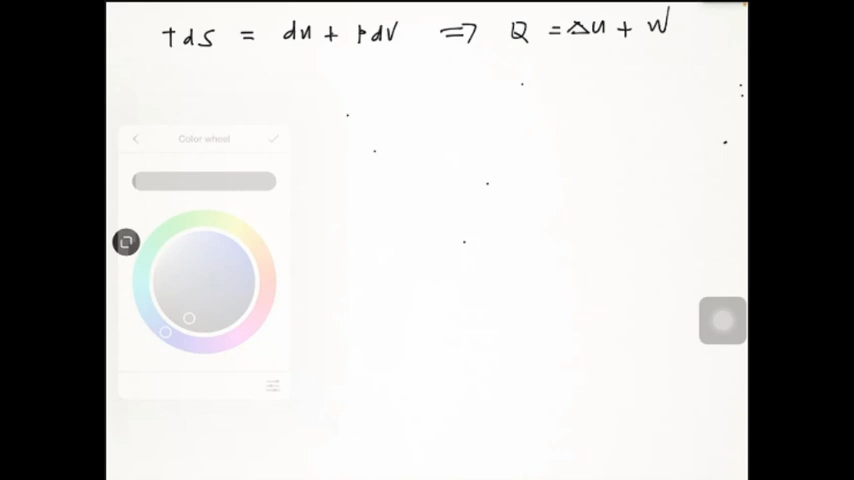 TdS = du + pdV ⟹ Q = Δu + W
Color wheel